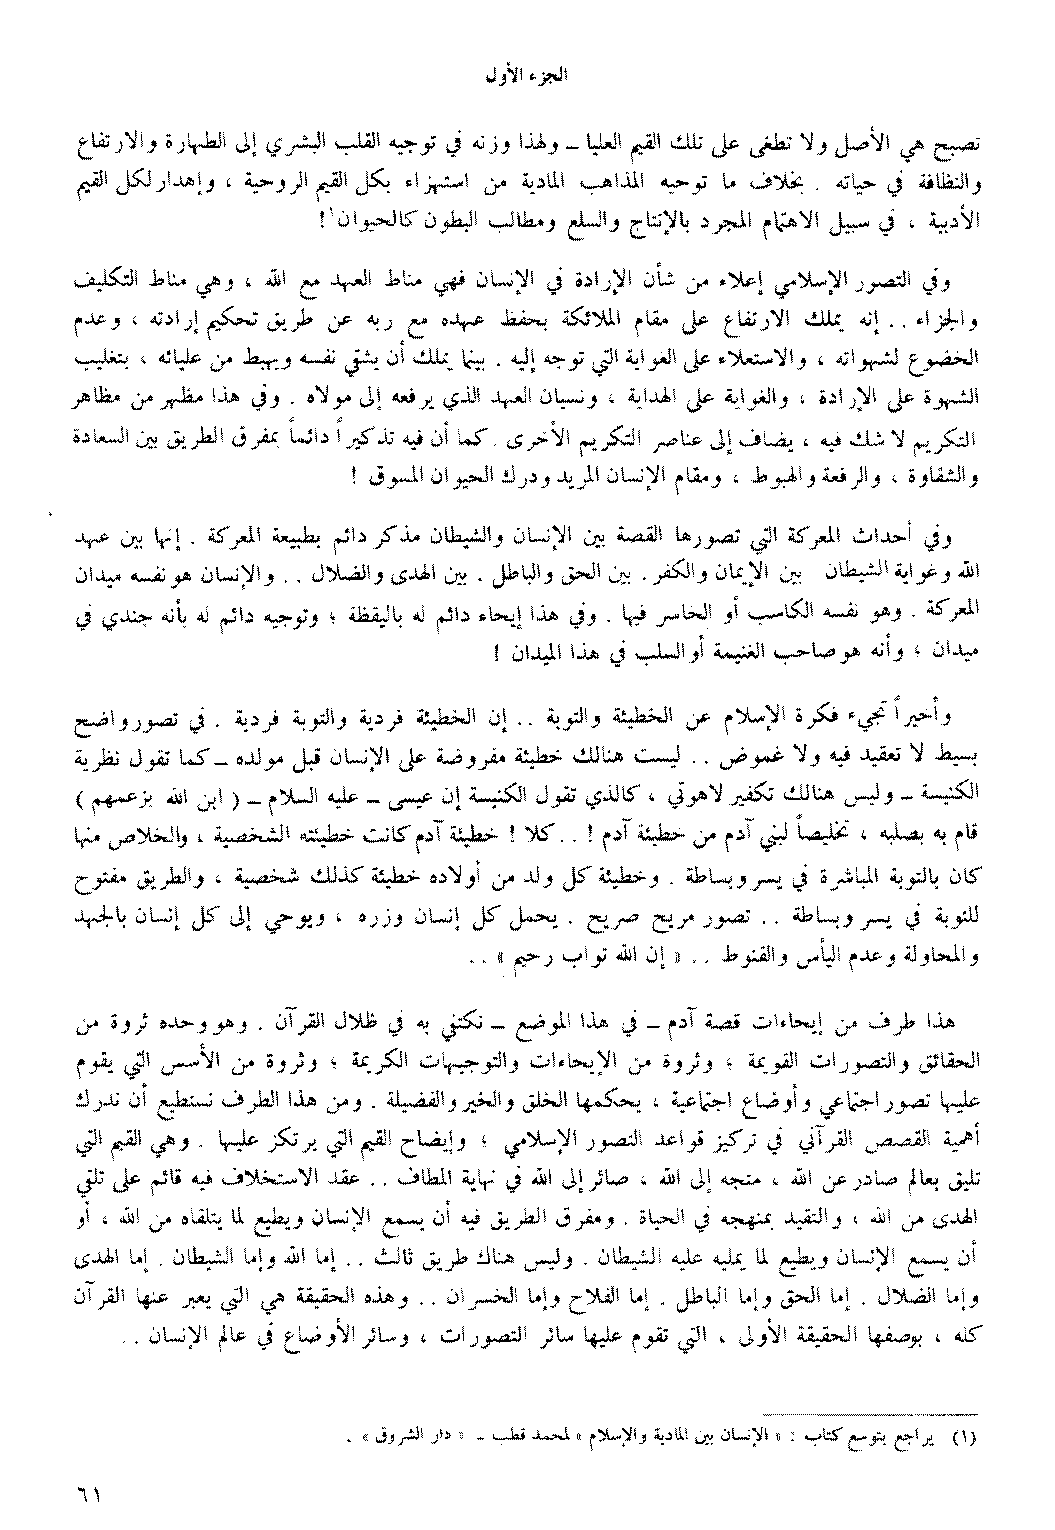 الجزء الأول
تصبح هي الأصل ولا تطغى على تلك القيم العليا – ولهذا وزنه في توجيه القلب البشري إلى الطهارة والارتفاع
والنظافة في حياته . بخلاف ما توحيه المذاهب المادية من استهزاء بكل القيم الروحية ، وإهدار لكل القيم
الأدبية ، في سبيل الاهتمام المجرد بالإنتاج والسلع ومطالب البطون كالحيوان١ !
وفي التصور الإسلامي إعلاء من شأن الإرادة في الإنسان فهي مناط العهد مع الله ، وهي مناط التكليف
والجزاء .. إنه يملك الارتفاع على مقام الملائكة بحفظ عهده مع ربه عن طريق تحكيم إرادته ، وعدم
الخضوع لشهواته ، والاستعلاء على الغواية التي توجه إليه . بينما يملك أن يشقي نفسه ويهبط من عليائه ، بتغليب
الشهوة على الإرادة ، والغواية على الهداية ، ونسيان العهد الذي يرفعه إلى مولاه . وفي هذا مظهر من مظاهر
التكريم لا شك فيه ، يضاف إلى عناصر التكريم الأخرى . كما أن فيه تذكيراً دائماً بمفرق الطريق بين السعادة
والشقاوة ، والرفعة والهبوط ، ومقام الإنسان المريد ودرك الحيوان المسوق !
وفي أحداث المعركة التي تصورها القصة بين الإنسان والشيطان مذكر دائم بطبيعة المعركة . إنها بين عهد
الله وغواية الشيطان بين الإيمان والكفر . بين الحق والباطل . بين الهدى والضلال .. والإنسان هو نفسه ميدان
المعركة . وهو نفسه الكاسب أو الخاسر فيها . وفي هذا إيحاء دائم له باليقظة ؛ وتوجيه دائم له بأنه جندي في
ميدان ؛ وأنه هو صاحب الغنيمة أو السلب في هذا الميدان !
وأخيراً تجيء فكرة الإسلام عن الخطيئة والتوبة .. إن الخطيئة فردية والتوبة فردية . في تصور واضح
بسيط لا تعقيد فيه ولا غموض .. ليست هنالك خطيئة مفروضة على الإنسان قبل مولده – كما تقول نظرية
الكنيسة – وليس هنالك تكفير لاهوتي ، كالذي تقول الكنيسة إن عيسى – عليه السلام – ( ابن الله بزعمهم )
قام به بصلبه ، تخليصاً لبني آدم من خطيئة آدم ! .. كلا ! خطيئة آدم كانت خطيئته الشخصية ، والخلاص منها
كان بالتوبة المباشرة في يسر وبساطة . وخطيئة كل ولد من أولاده خطيئة كذلك شخصية ، والطريق مفتوح
للتوبة في يسر وبساطة .. تصور مريح صريح . يحمل كل إنسان وزره ، ويوحي إلى كل إنسان بالجهد
والمحاولة وعدم اليأس والقنوط .. « إن الله تواب رحيم » ..
هذا طرف من إيحاءات قصة آدم – في هذا الموضع – نكتفي به في ظلال القرآن . وهو وحده ثروة من
الحقائق والتصورات القويمة ؛ وثروة من الإيحاءات والتوجيهات الكريمة ؛ وثروة من الأسس التي يقوم
عليها تصور اجتماعي وأوضاع اجتماعية ، يحكمها الخلق والخير والفضيلة . ومن هذا الطرف نستطيع أن ندرك
أهمية القصص القرآني في تركيز قواعد التصور الإسلامي ؛ وإيضاح القيم التي يرتكز عليها . وهي القيم التي
تليق بعالم صادر عن الله ، متجه إلى الله ، صائر إلى الله في نهاية المطاف .. عقد الاستخلاف فيه قائم على تلقي
الهدى من الله ، والتقيد بمنهجه في الحياة . ومفرق الطريق فيه أن يسمع الإنسان ويطيع لما يتلقاه من الله ، أو
أن يسمع الإنسان ويطيع لما يمليه عليه الشيطان . وليس هناك طريق ثالث .. إما الله وإما الشيطان . إما الهدى
وإما الضلال . إما الحق وإما الباطل . إما الفلاح وإما الخسران .. وهذه الحقيقة هي التي يعبر عنها القرآن
كله ، بوصفها الحقيقة الأولى ، التي تقوم عليها سائر التصورات ، وسائر الأوضاع في عالم الإنسان ..
(١) يراجع بتوسع كتاب : « الإنسان بين المادية والإسلام » لمحمد قطب – « دار الشروق » .
٦١